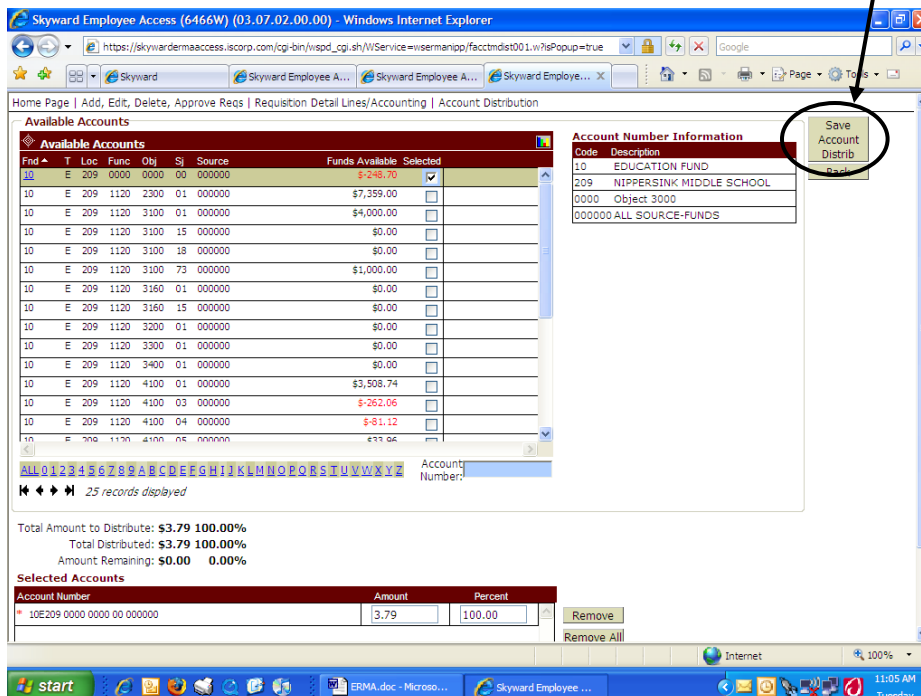 Skyward Employee Access (6466W) (03.07.02.00.00) - Windows Internet Explorer
https://skywardermaaccess.iscorp.com/cgi-bin/wspd_cgi.sh/WService=wsermanipp/facctmdist001.w?isPopup=true
Google
Skyward
Skyward Employee A...
Skyward Employee A...
Skyward Employe... X
Page
Tools
Home Page | Add, Edit, Delete, Approve Reqs | Requisition Detail Lines/Accounting | Account Distribution
Available Accounts
Available Accounts
Fnd T Loc Func Obj Sj Source Funds Available Selected
10 E 209 0000 0000 00 000000 $-248.70
10 E 209 1120 2300 01 000000 $7,359.00
10 E 209 1120 3100 01 000000 $4,000.00
10 E 209 1120 3100 15 000000 $0.00
10 E 209 1120 3100 18 000000 $0.00
10 E 209 1120 3100 73 000000 $1,000.00
10 E 209 1120 3160 01 000000 $0.00
10 E 209 1120 3160 15 000000 $0.00
10 E 209 1120 3200 01 000000 $0.00
10 E 209 1120 3300 01 000000 $0.00
10 E 209 1120 3400 01 000000 $0.00
10 E 209 1120 4100 01 000000 $3,508.74
10 E 209 1120 4100 03 000000 $-262.06
10 E 209 1120 4100 04 000000 $-81.12
10 E 209 1120 4100 05 000000 $33.96
Account Number Information
Code Description
10 EDUCATION FUND
209 NIPPERSINK MIDDLE SCHOOL
0000 Object 3000
000000 ALL SOURCE-FUNDS
Save
Account
Distrib
Back
ALL 0 1 2 3 4 5 6 7 8 9 A B C D E F G H I J K L M N O P Q R S T U V W X Y Z
Account
Number:
25 records displayed
Total Amount to Distribute: $3.79 100.00%
Total Distributed: $3.79 100.00%
Amount Remaining: $0.00 0.00%
Selected Accounts
Account Number Amount Percent
* 10E209 0000 0000 00 000000 3.79 100.00
Remove
Remove All
Internet
100%
start
ERMA.doc - Microso...
Skyward Employee ...
11:05 AM
Tuesday